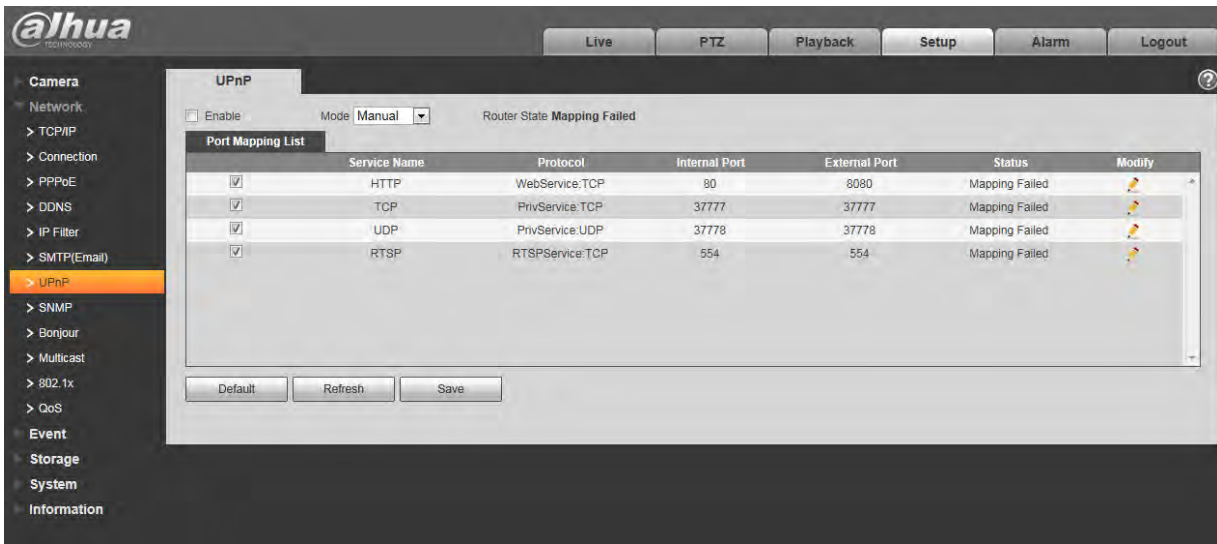 alhua
TECHNOLOGY
Live PTZ Playback Setup Alarm Logout
Camera
Network
> TCP/IP
> Connection
> PPPoE
> DDNS
> IP Filter
> SMTP(Email)
> UPnP
> SNMP
> Bonjour
> Multicast
> 802.1x
> QoS
Event
Storage
System
Information
UPnP
?
Enable Mode Manual Router State Mapping Failed
Port Mapping List
Service Name Protocol Internal Port External Port Status Modify
HTTP WebService:TCP 80 8080 Mapping Failed
TCP PrivService:TCP 37777 37777 Mapping Failed
UDP PrivService:UDP 37778 37778 Mapping Failed
RTSP RTSPService:TCP 554 554 Mapping Failed
Default Refresh Save